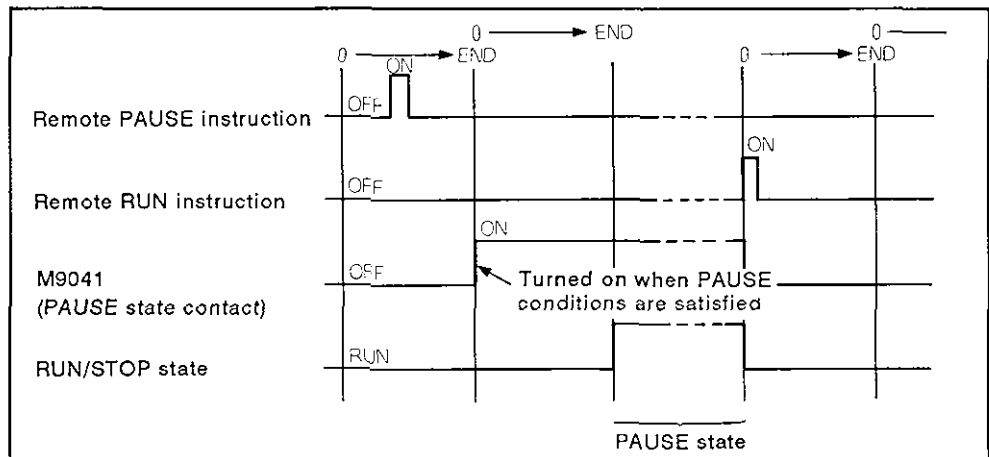 0 → END
0
0 → END
0 → END
ON
OFF
Remote PAUSE instruction
ON
OFF
Remote RUN instruction
ON
OFF
M9041
(PAUSE state contact)
Turned on when PAUSE
conditions are satisfied
RUN
RUN/STOP state
PAUSE state